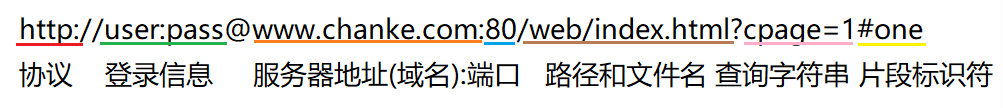 http://user:pass@www.chanke.com:80/web/index.html?cpage=1#one
协议 登录信息 服务器地址(域名):端口 路径和文件名 查询字符串 片段标识符